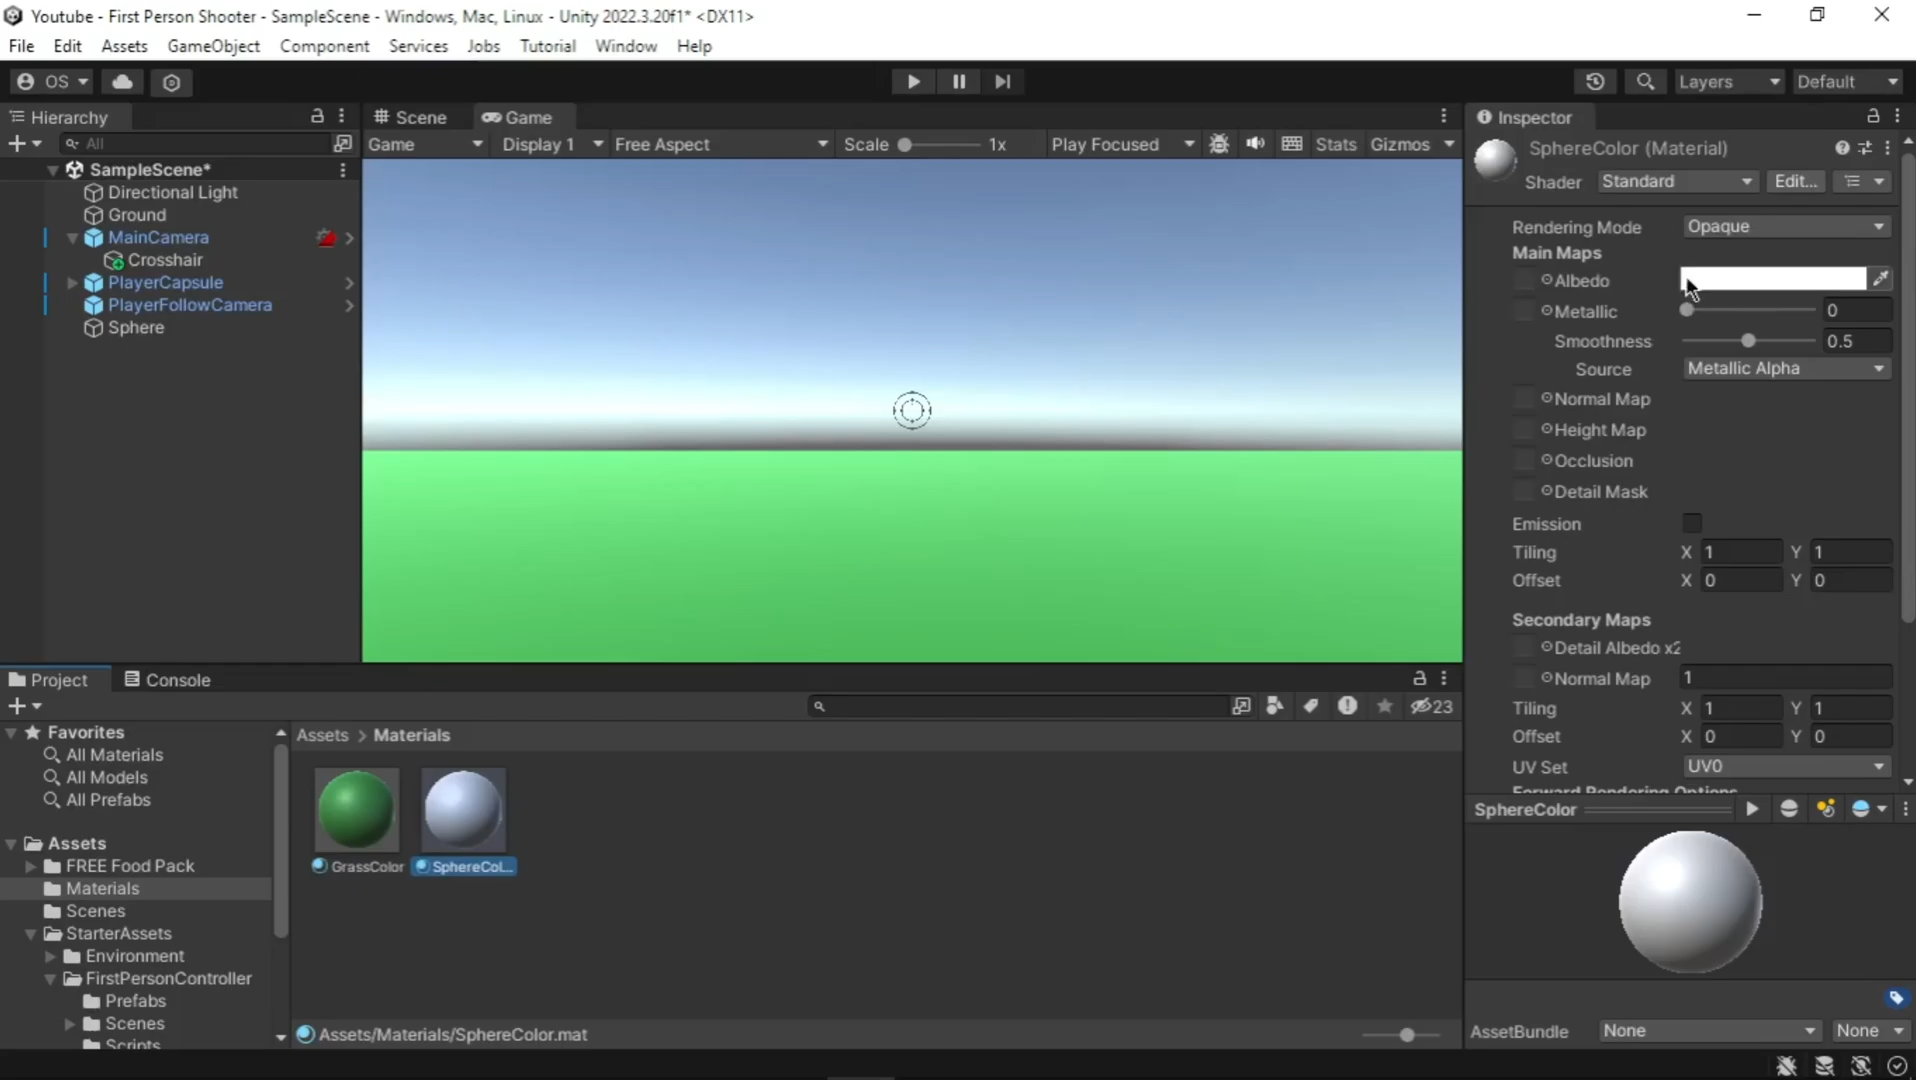 Youtube - First Person Shooter - SampleScene - Windows, Mac, Linux - Unity 2022.3.20f1* <DX11>
File Edit Assets GameObject Component Services Jobs Tutorial Window Help
OS Layers Default
Hierarchy
All
SampleScene*
Directional Light
Ground
MainCamera
Crosshair
PlayerCapsule
PlayerFollowCamera
Sphere
Scene Game
Game Display 1 Free Aspect Scale 1x Play Focused Stats Gizmos
Inspector
SphereColor (Material)
Shader Standard Edit...
Rendering Mode Opaque
Main Maps
Albedo
Metallic 0
Smoothness 0.5
Source Metallic Alpha
Normal Map
Height Map
Occlusion
Detail Mask
Emission
Tiling X 1 Y 1
Offset X 0 Y 0
Secondary Maps
Detail Albedo x2
Normal Map 1
Tiling X 1 Y 1
Offset X 0 Y 0
UV Set UV0
Forward Rendering Options
SphereColor
AssetBundle None None
Project Console
23
Favorites
All Materials
All Models
All Prefabs
Assets
FREE Food Pack
Materials
Scenes
StarterAssets
Environment
FirstPersonController
Prefabs
Scenes
Scripts
Assets > Materials
GrassColor SphereCol...
Assets/Materials/SphereColor.mat